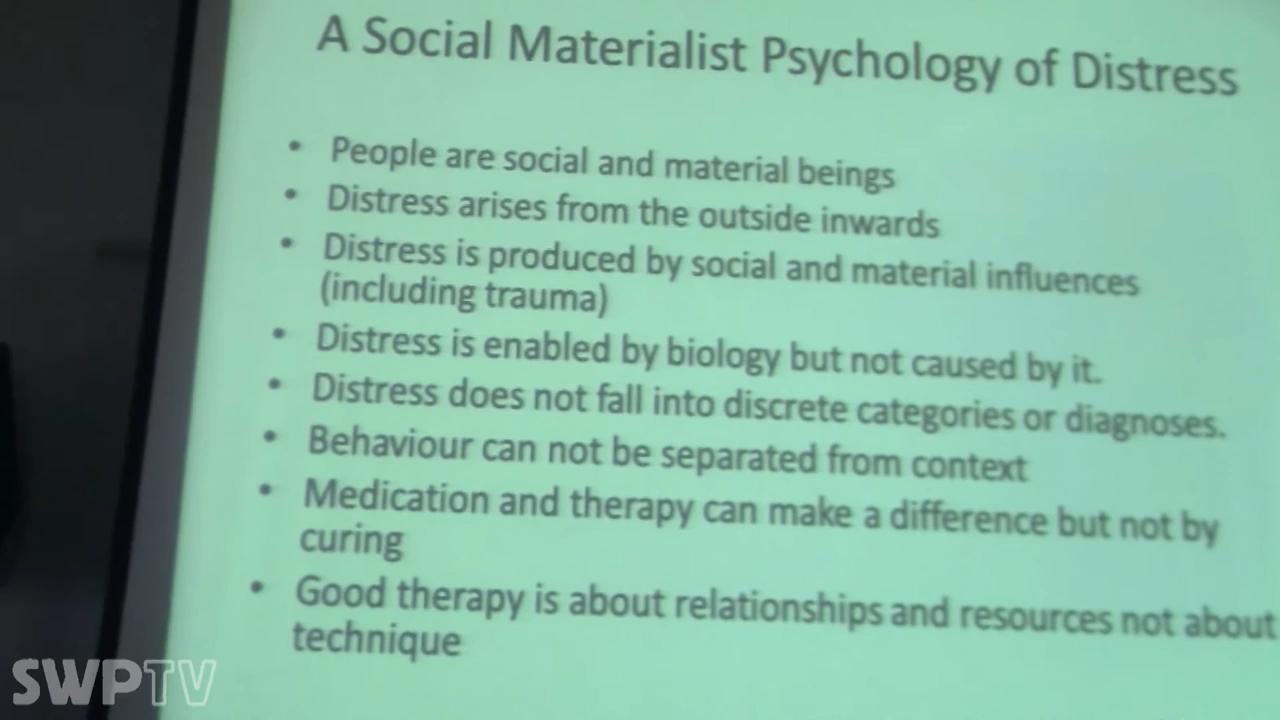 A Social Materialist Psychology of Distress
• People are social and material beings
• Distress arises from the outside inwards
• Distress is produced by social and material influences
(including trauma)
• Distress is enabled by biology but not caused by it.
• Distress does not fall into discrete categories or diagnoses.
• Behaviour can not be separated from context
• Medication and therapy can make a difference but not by
curing
• Good therapy is about relationships and resources not about
technique
SWPTV